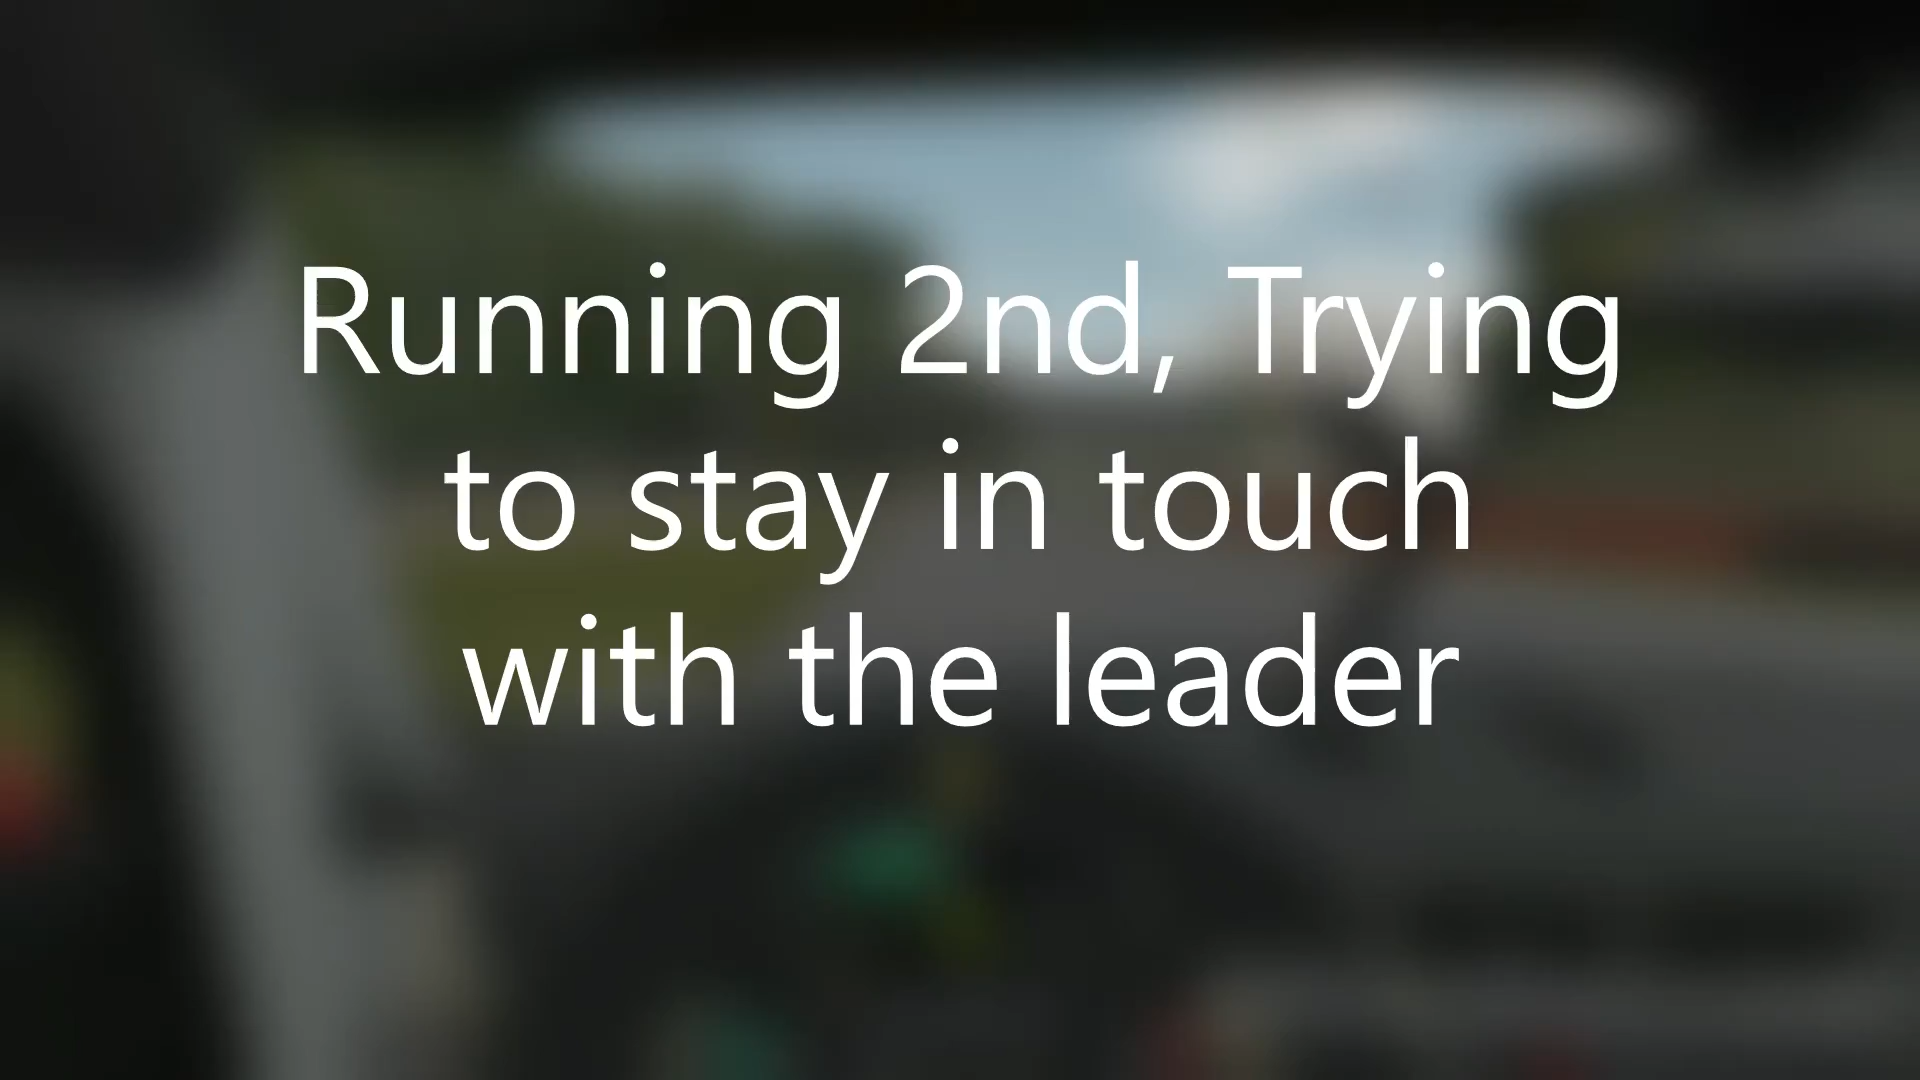 Running 2nd, Trying
to stay in touch
with the leader